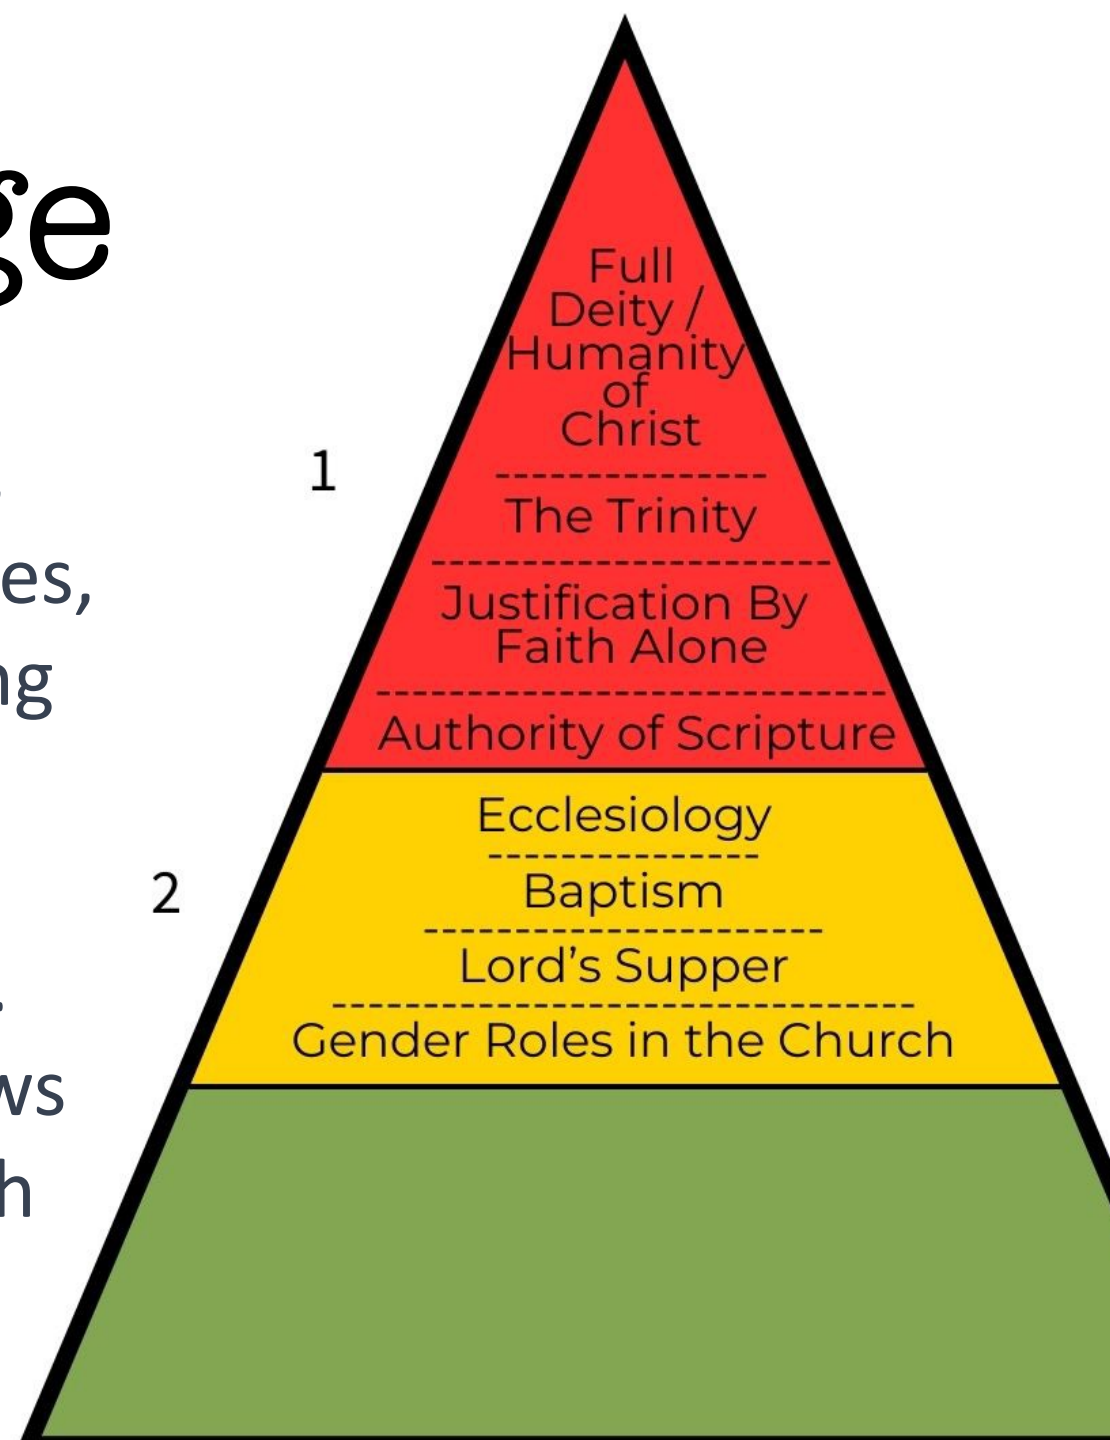 ge
es,
ng
ws
h
1
Full
Deity /
Humanity
of
Christ
The Trinity
Justification By
Faith Alone
Authority of Scripture
2
Ecclesiology
Baptism
Lord's Supper
Gender Roles in the Church